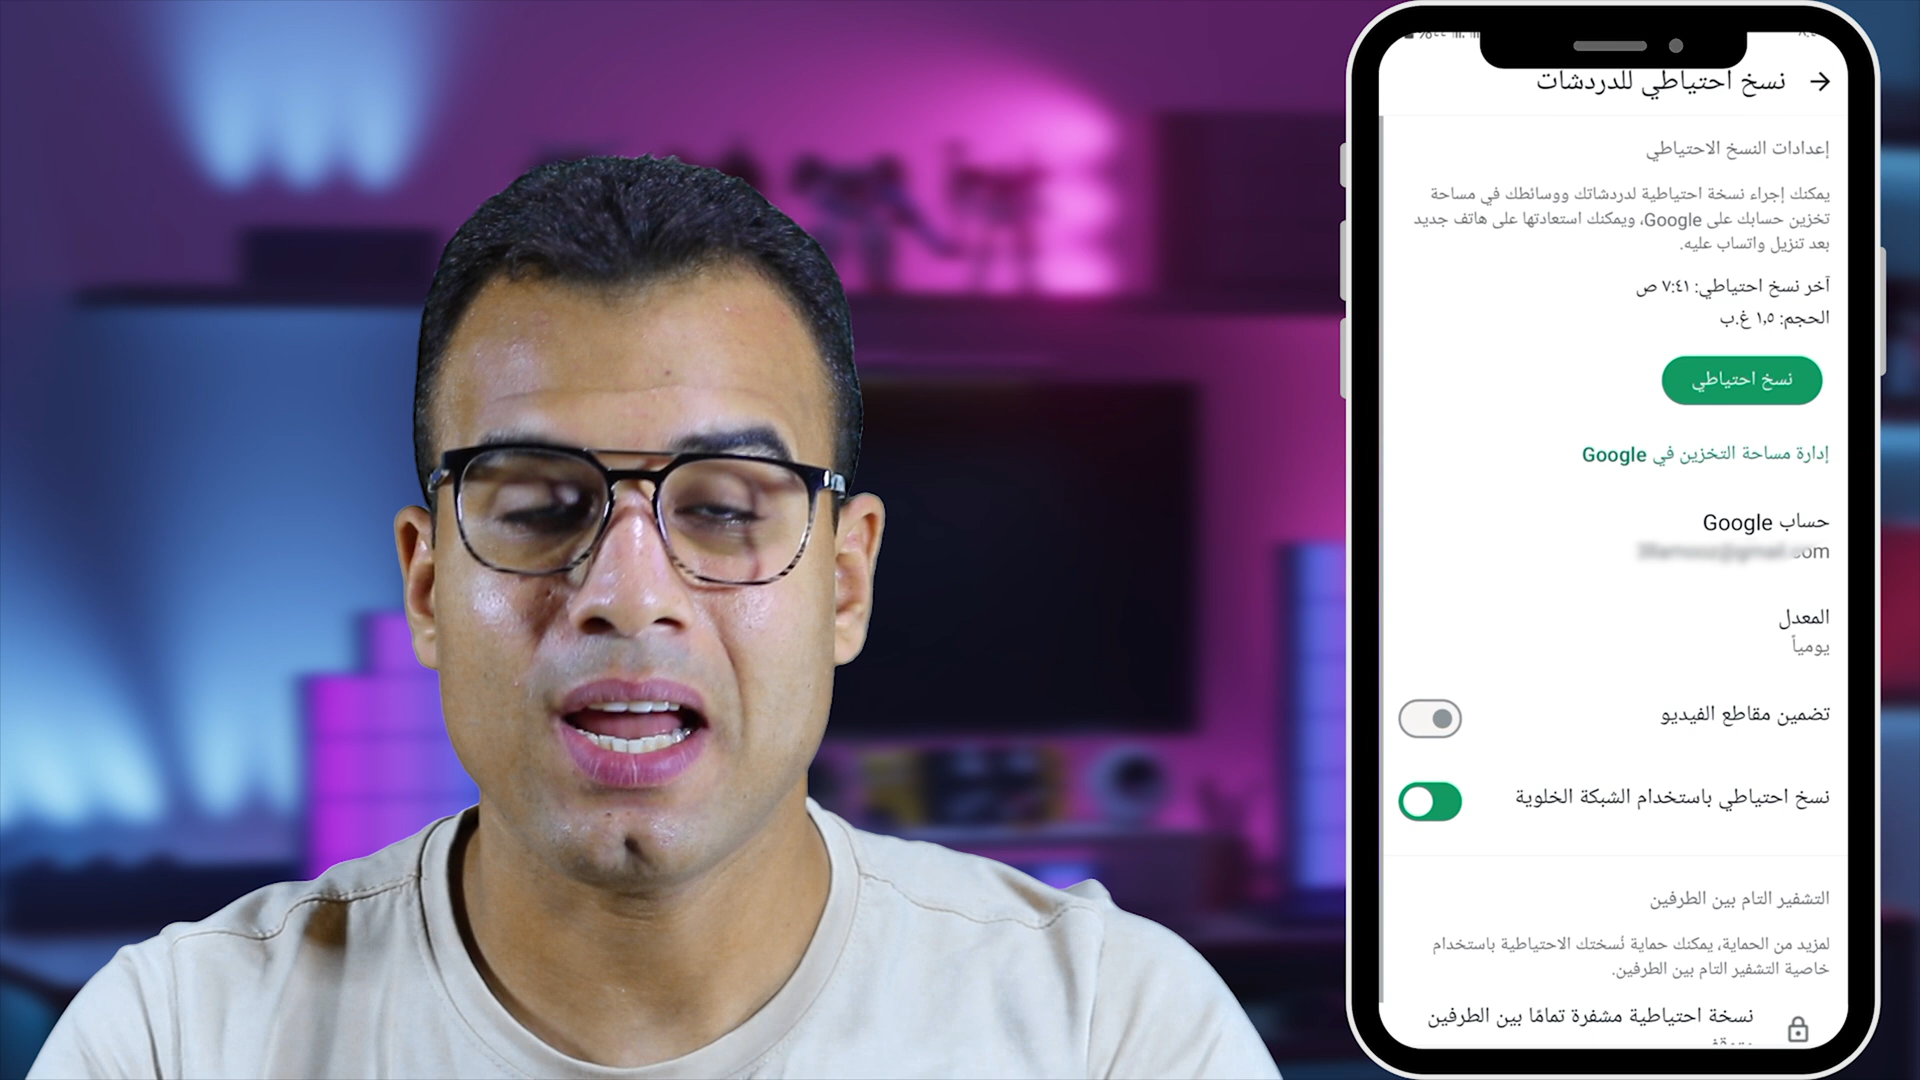 نسخ احتياطي للدردشات
إعدادات النسخ الاحتياطي
يمكنك إجراء نسخة احتياطية لدردشاتك ووسائطك في مساحة
تخزين حسابك على Google، ويمكنك استعادتها على هاتف جديد
بعد تنزيل واتساب عليه.
آخر نسخ احتياطي: ٧:٤١ ص
الحجم: ١,٥ غ.ب
نسخ احتياطي
إدارة مساحة التخزين في Google
حساب Google
المعدل
يومياً
تضمين مقاطع الفيديو
نسخ احتياطي باستخدام الشبكة الخلوية
التشفير التام بين الطرفين
لمزيد من الحماية، يمكنك حماية نُسختك الاحتياطية باستخدام
خاصية التشفير التام بين الطرفين.
نسخة احتياطية مشفرة تمامًا بين الطرفين